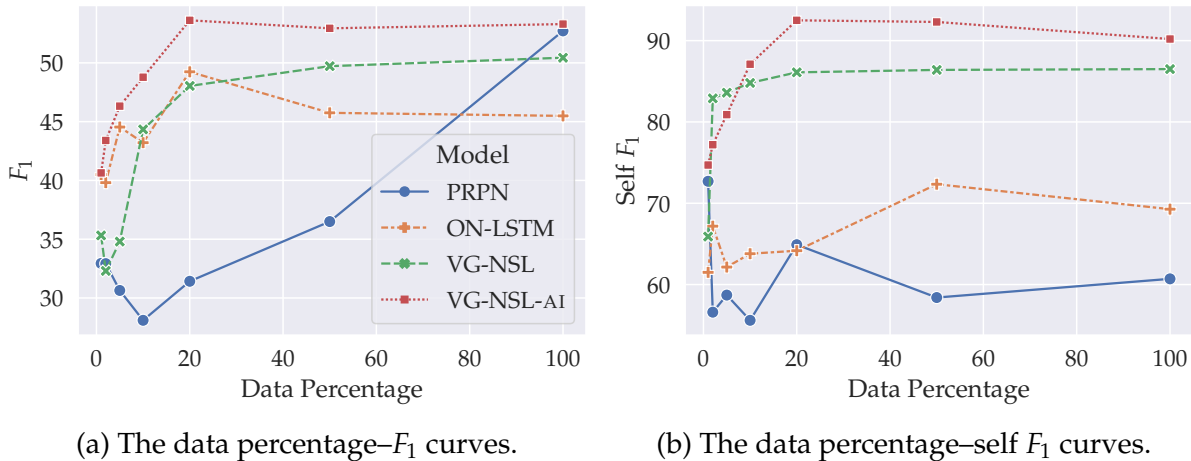 50
45
40
35
30
F1
0
20
40
60
80
100
Data Percentage
Model
PRPN
ON-LSTM
VG-NSL
VG-NSL-AI
(a) The data percentage–F1 curves.
90
80
70
60
Self F1
0
20
40
60
80
100
Data Percentage
(b) The data percentage–self F1 curves.